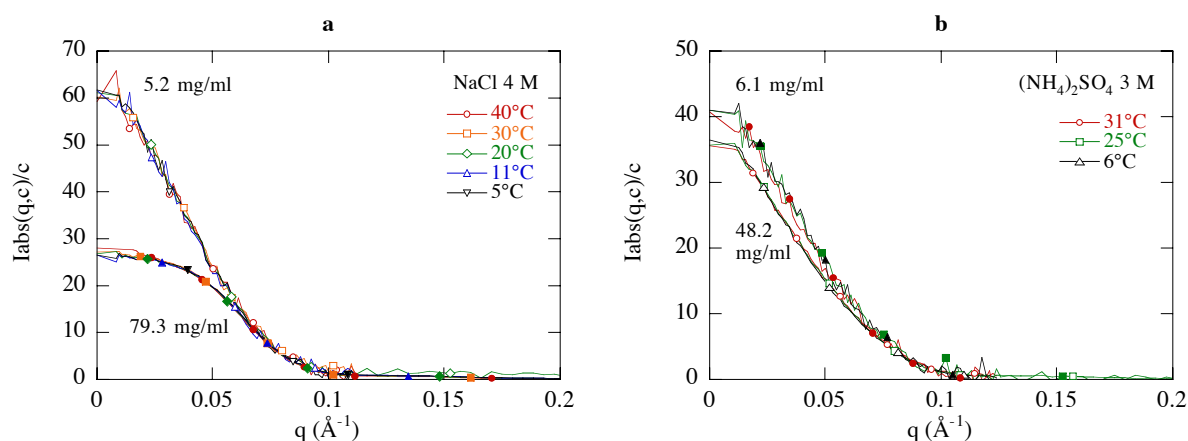 a
Iabs(q,c)/c
70
60
50
40
30
20
10
0
5.2 mg/ml
79.3 mg/ml
NaCl 4 M
40°C
30°C
20°C
11°C
5°C
0
0.05
0.1
0.15
0.2
q (Å⁻¹)
b
Iabs(q,c)/c
50
40
30
20
10
0
6.1 mg/ml
48.2
mg/ml
(NH₄)₂SO₄ 3 M
31°C
25°C
6°C
0
0.05
0.1
0.15
0.2
q (Å⁻¹)